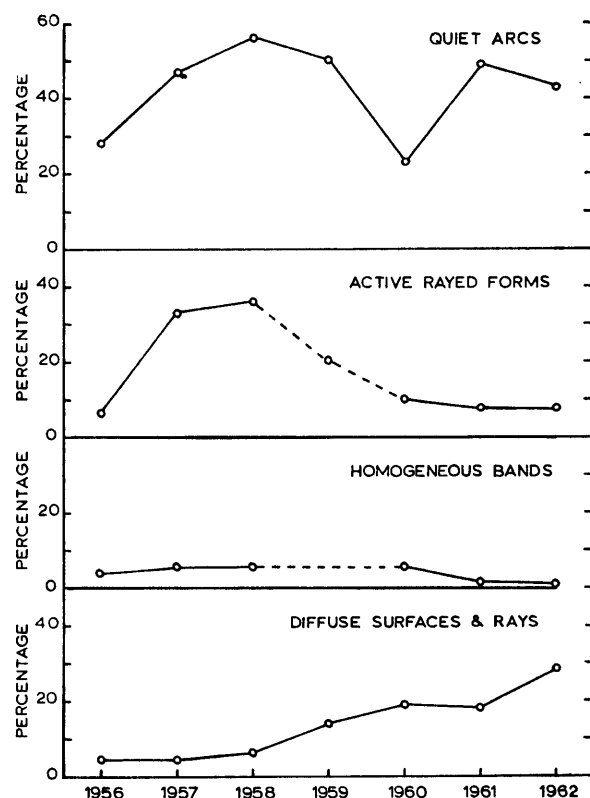 QUIET ARCS
PERCENTAGE
60
40
20
0
ACTIVE RAYED FORMS
PERCENTAGE
40
20
0
HOMOGENEOUS BANDS
PERCENTAGE
20
0
DIFFUSE SURFACES & RAYS
PERCENTAGE
40
20
0
1956 1957 1958 1959 1960 1961 1962